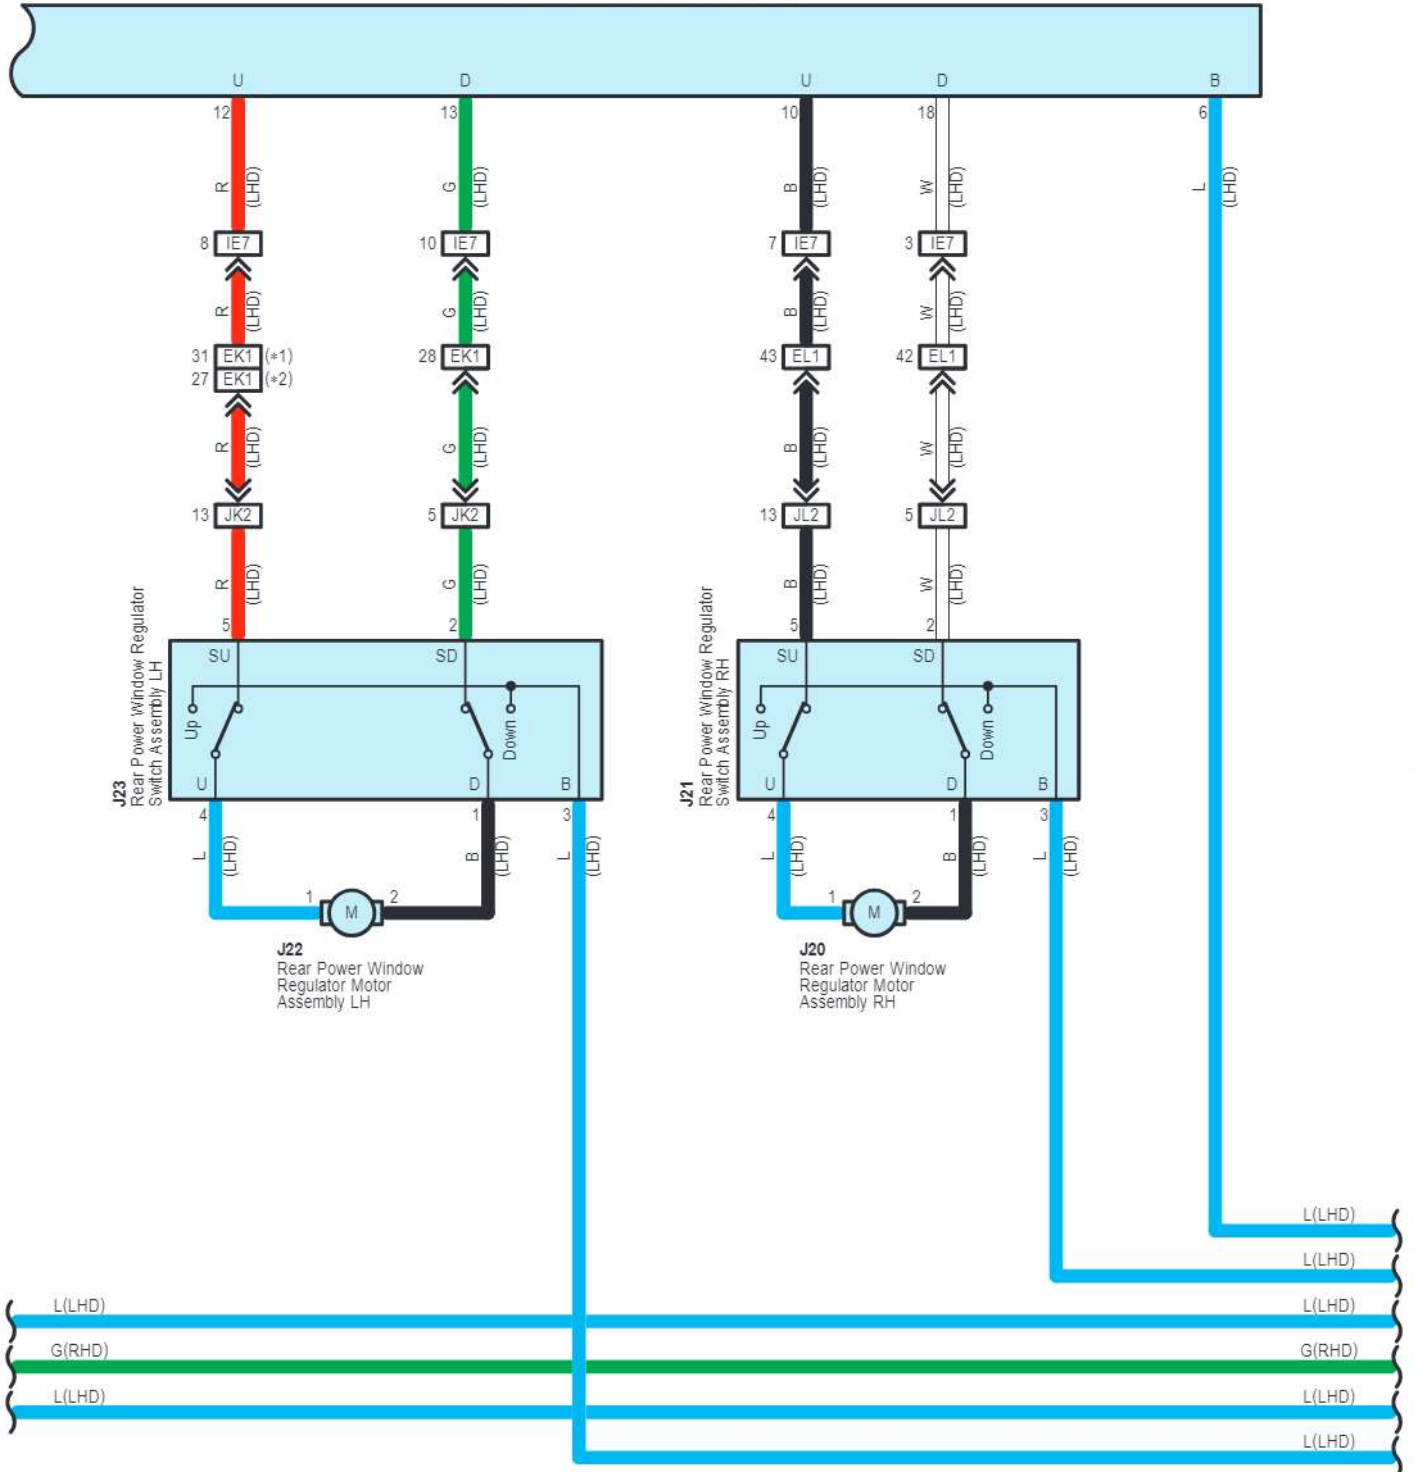 U D U D B
12 13 10 18 6
R (LHD) G (LHD) B (LHD) W (LHD) L (LHD)
8 IE7 10 IE7 7 IE7 3 IE7
R (LHD) G (LHD) B (LHD) W (LHD)
31 EK1 (*1) 28 EK1 43 EL1 42 EL1
27 EK1 (*2)
R (LHD) G (LHD) B (LHD) W (LHD)
13 JK2 5 JK2 13 JL2 5 JL2
R (LHD) G (LHD) B (LHD) W (LHD)
5 2 5 2
J23
Rear Power Window Regulator
Switch Assembly LH
SU SD
Up Down
U D B
4 1 3
J21
Rear Power Window Regulator
Switch Assembly RH
SU SD
Up Down
U D B
4 1 3
L (LHD) B (LHD) L (LHD) L (LHD) B (LHD) L (LHD)
1 M 2 1 M 2
J22
Rear Power Window
Regulator Motor
Assembly LH
J20
Rear Power Window
Regulator Motor
Assembly RH
L(LHD)
L(LHD)
L(LHD) L(LHD)
G(RHD) G(RHD)
L(LHD) L(LHD)
L(LHD)